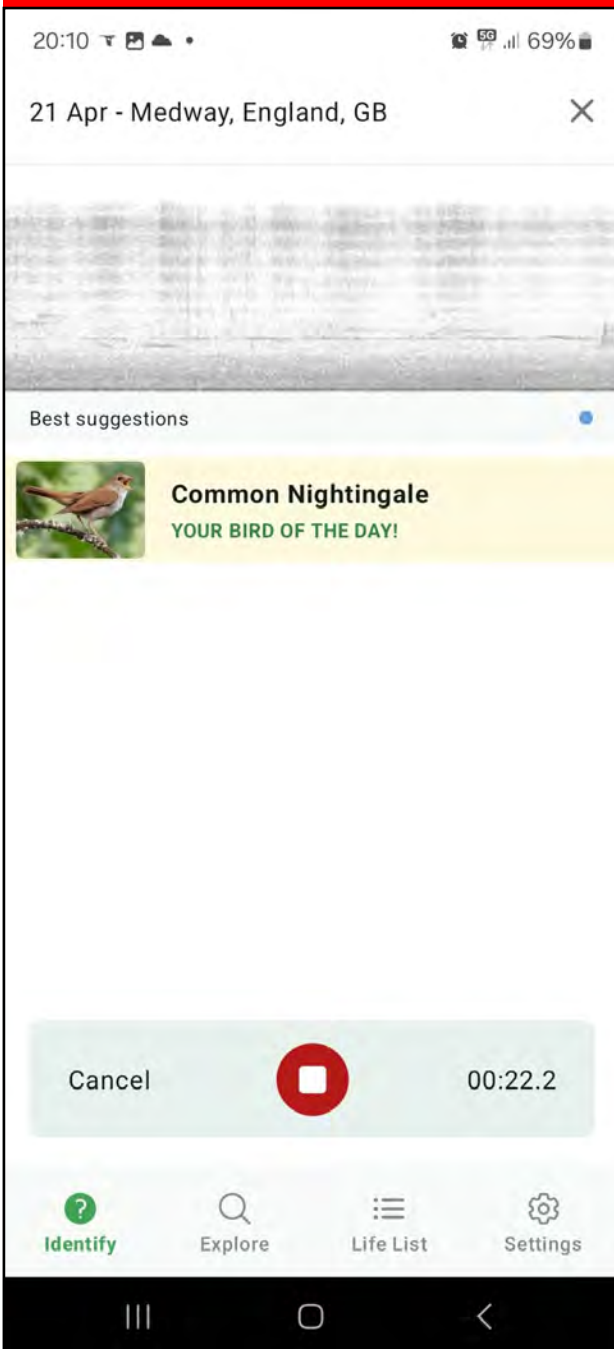 20:10
5G
69%
21 Apr - Medway, England, GB
Best suggestions
Common Nightingale
YOUR BIRD OF THE DAY!
Cancel
00:22.2
Identify
Explore
Life List
Settings